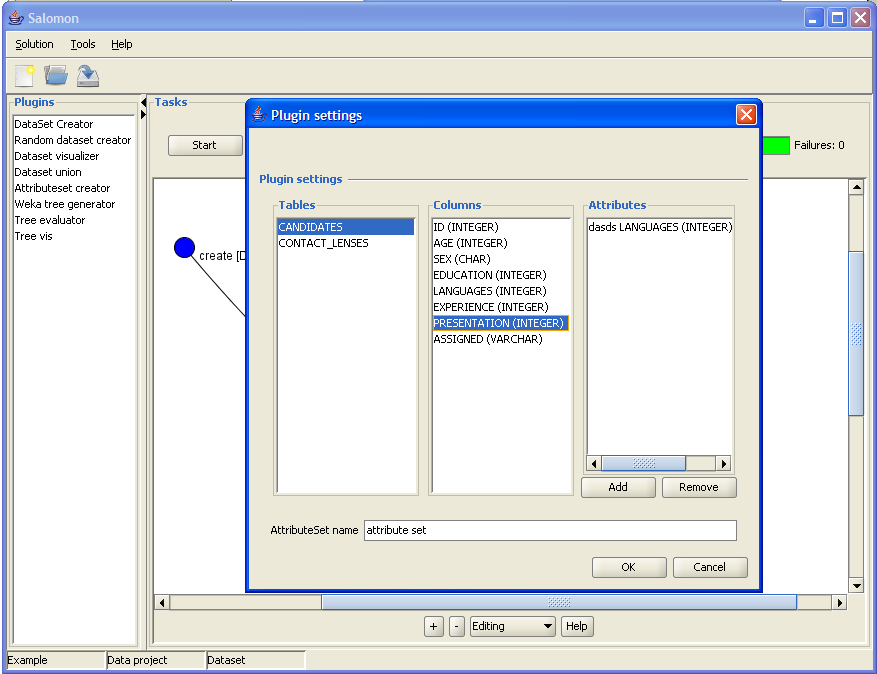 Salomon
Solution Tools Help
Plugins
DataSet Creator
Random dataset creator
Dataset visualizer
Dataset union
Attributeset creator
Weka tree generator
Tree evaluator
Tree vis
Tasks
Start
Failures: 0
create [D
Plugin settings
Plugin settings
Tables
CANDIDATES
CONTACT_LENSES
Columns
ID (INTEGER)
AGE (INTEGER)
SEX (CHAR)
EDUCATION (INTEGER)
LANGUAGES (INTEGER)
EXPERIENCE (INTEGER)
PRESENTATION (INTEGER)
ASSIGNED (VARCHAR)
Attributes
dasds LANGUAGES (INTEGER)
Add Remove
AttributeSet name attribute set
OK Cancel
+ - Editing Help
Example Data project Dataset